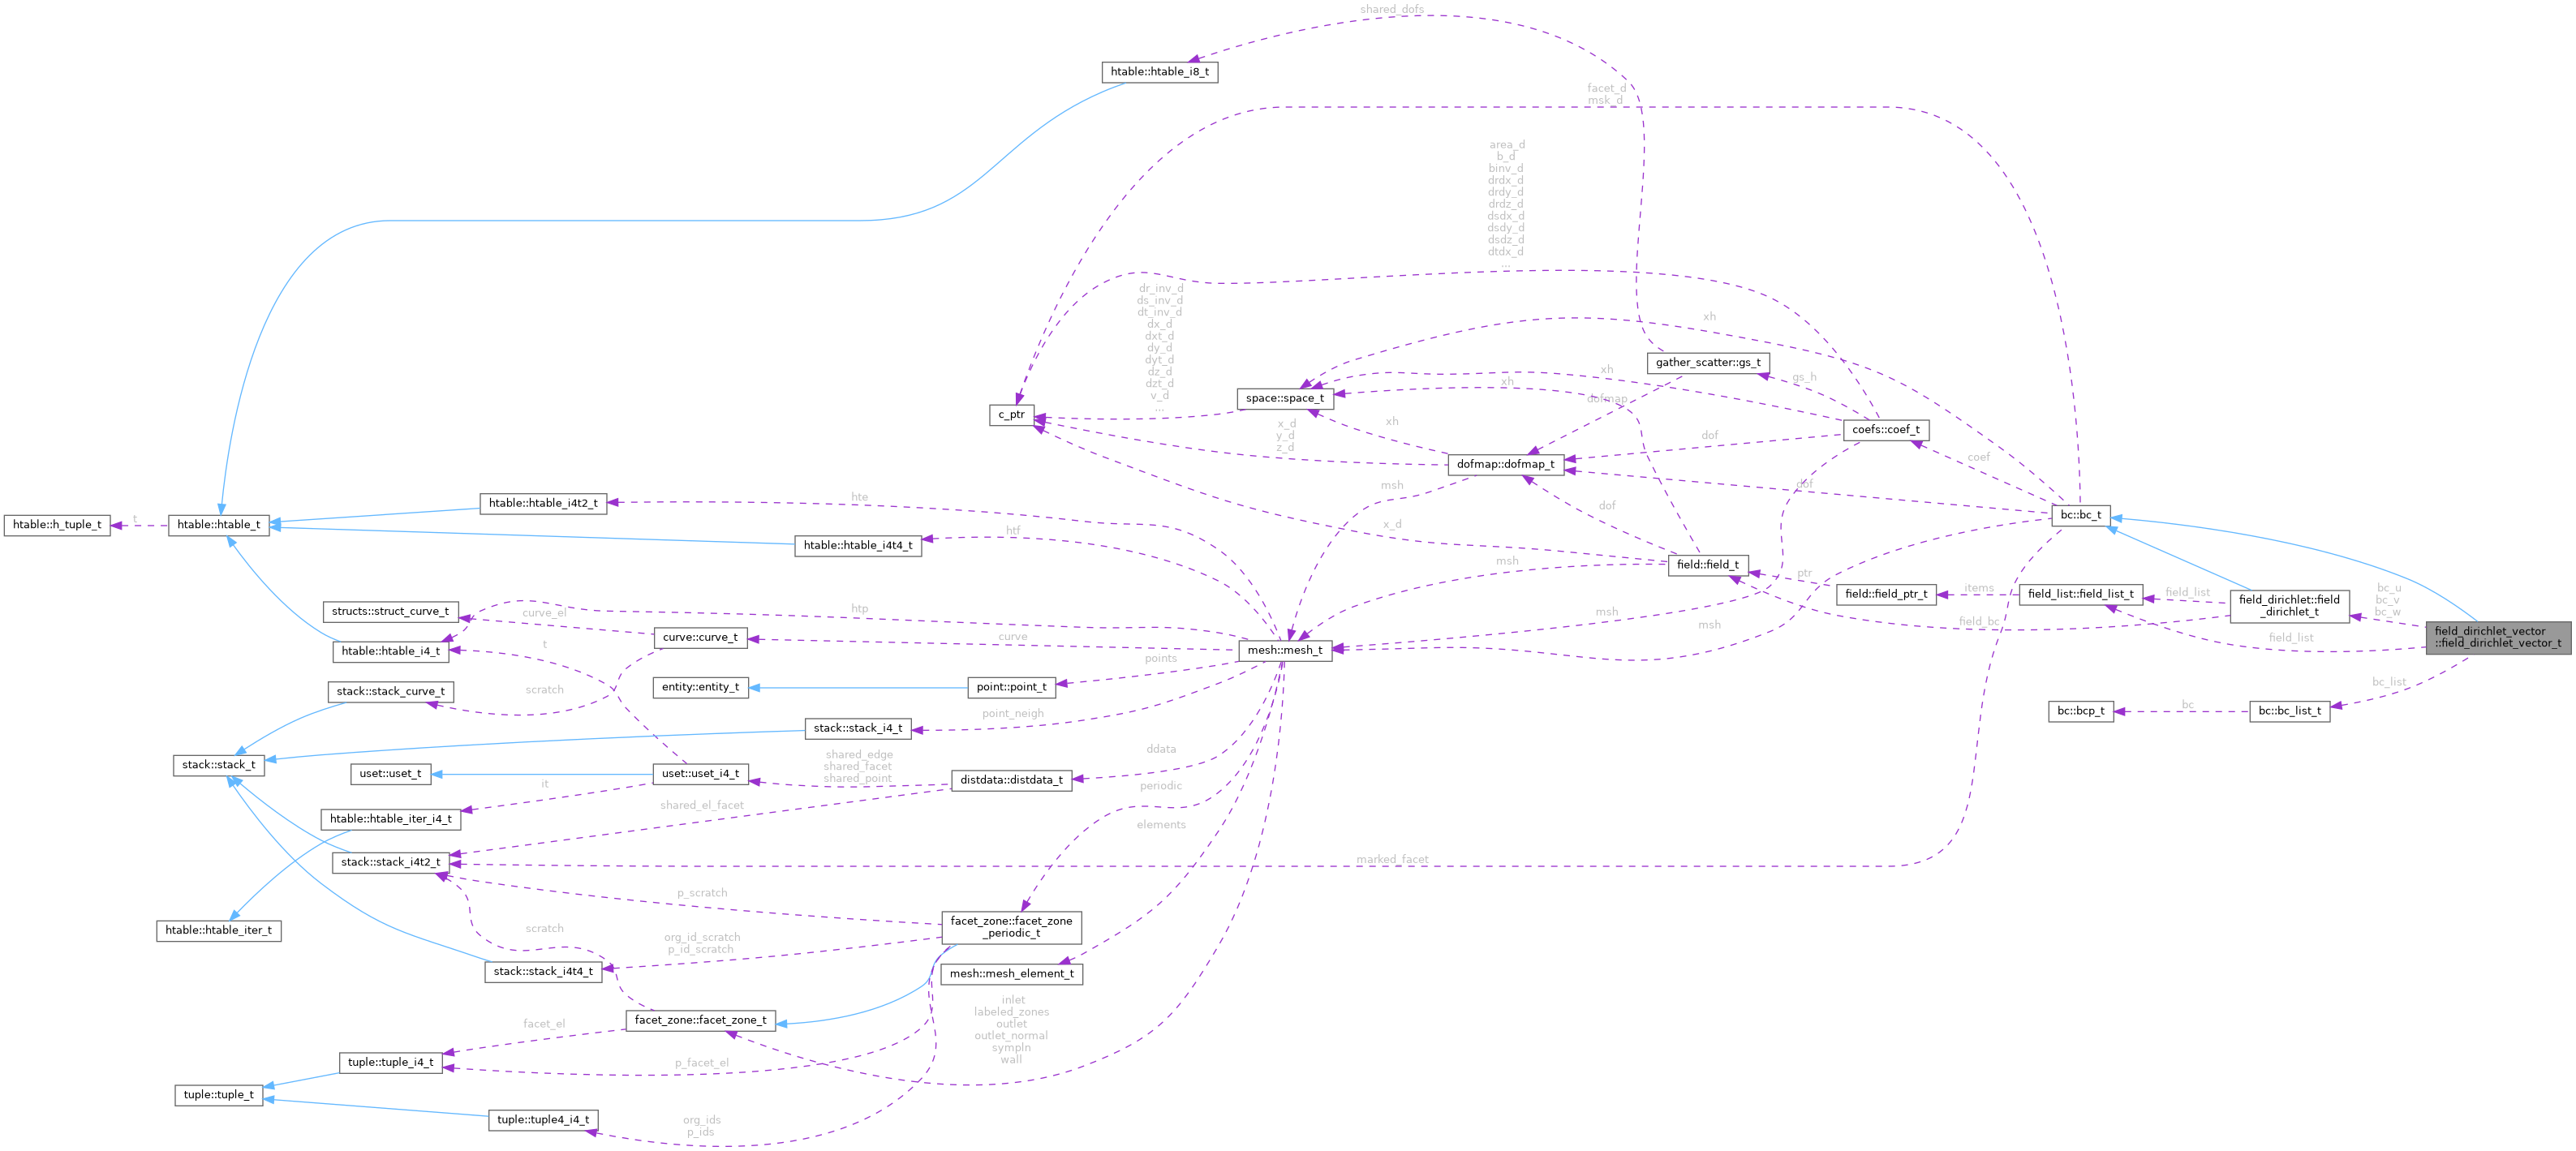 shared_dofs
htable::htable_i8_t
facet_d
msk_d
area_d
b_d
binv_d
drdx_d
drdy_d
drdz_d
dsdx_d
dsdy_d
dsdz_d
dtdx_d
...
dr_inv_d
ds_inv_d
dt_inv_d
dx_d
dxt_d
dy_d
dyt_d
dz_d
dzt_d
v_d
...
xh
gather_scatter::gs_t
gs_h
xh
xh
space::space_t
dofmap
c_ptr
x_d
y_d
z_d
xh
dof
coefs::coef_t
coef
dofmap::dofmap_t
msh
dof
hte
htable::htable_i4t2_t
htable::h_tuple_t
t
htable::htable_t
htf
htable::htable_i4t4_t
x_d
dof
bc::bc_t
msh
field::field_t
ptr
field::field_ptr_t
items
field_list::field_list_t
field_list
field_dirichlet::field
_dirichlet_t
bc_u
bc_v
bc_w
structs::struct_curve_t
curve_el
htp
msh
msh
field_bc
field_list
field_dirichlet_vector
::field_dirichlet_vector_t
htable::htable_i4_t
t
curve::curve_t
curve
mesh::mesh_t
points
entity::entity_t
point::point_t
stack::stack_curve_t
scratch
point_neigh
stack::stack_i4_t
bc_list
bc::bcp_t
bc
bc::bc_list_t
stack::stack_t
uset::uset_t
uset::uset_i4_t
shared_edge
shared_facet
shared_point
distdata::distdata_t
ddata
it
htable::htable_iter_i4_t
shared_el_facet
periodic
elements
stack::stack_i4t2_t
marked_facet
p_scratch
htable::htable_iter_t
scratch
org_id_scratch
p_id_scratch
facet_zone::facet_zone
_periodic_t
stack::stack_i4t4_t
mesh::mesh_element_t
inlet
labeled_zones
outlet
outlet_normal
sympln
wall
facet_zone::facet_zone_t
facet_el
tuple::tuple_i4_t
p_facet_el
tuple::tuple_t
tuple::tuple4_i4_t
org_ids
p_ids